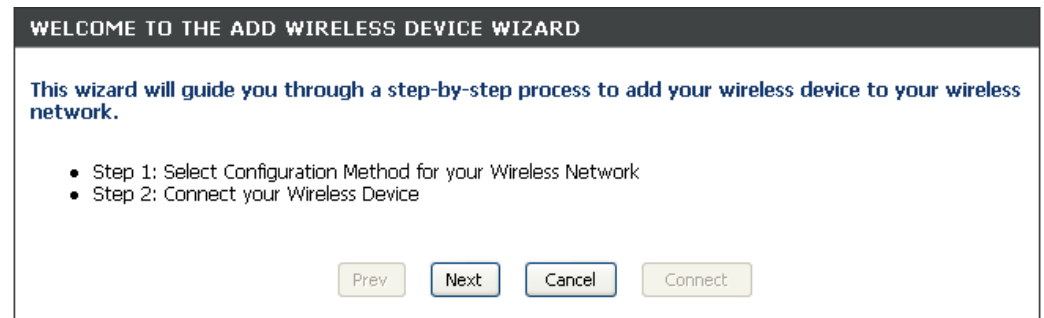 WELCOME TO THE ADD WIRELESS DEVICE WIZARD
This wizard will guide you through a step-by-step process to add your wireless device to your wireless
network.
• Step 1: Select Configuration Method for your Wireless Network
• Step 2: Connect your Wireless Device
Prev Next Cancel Connect